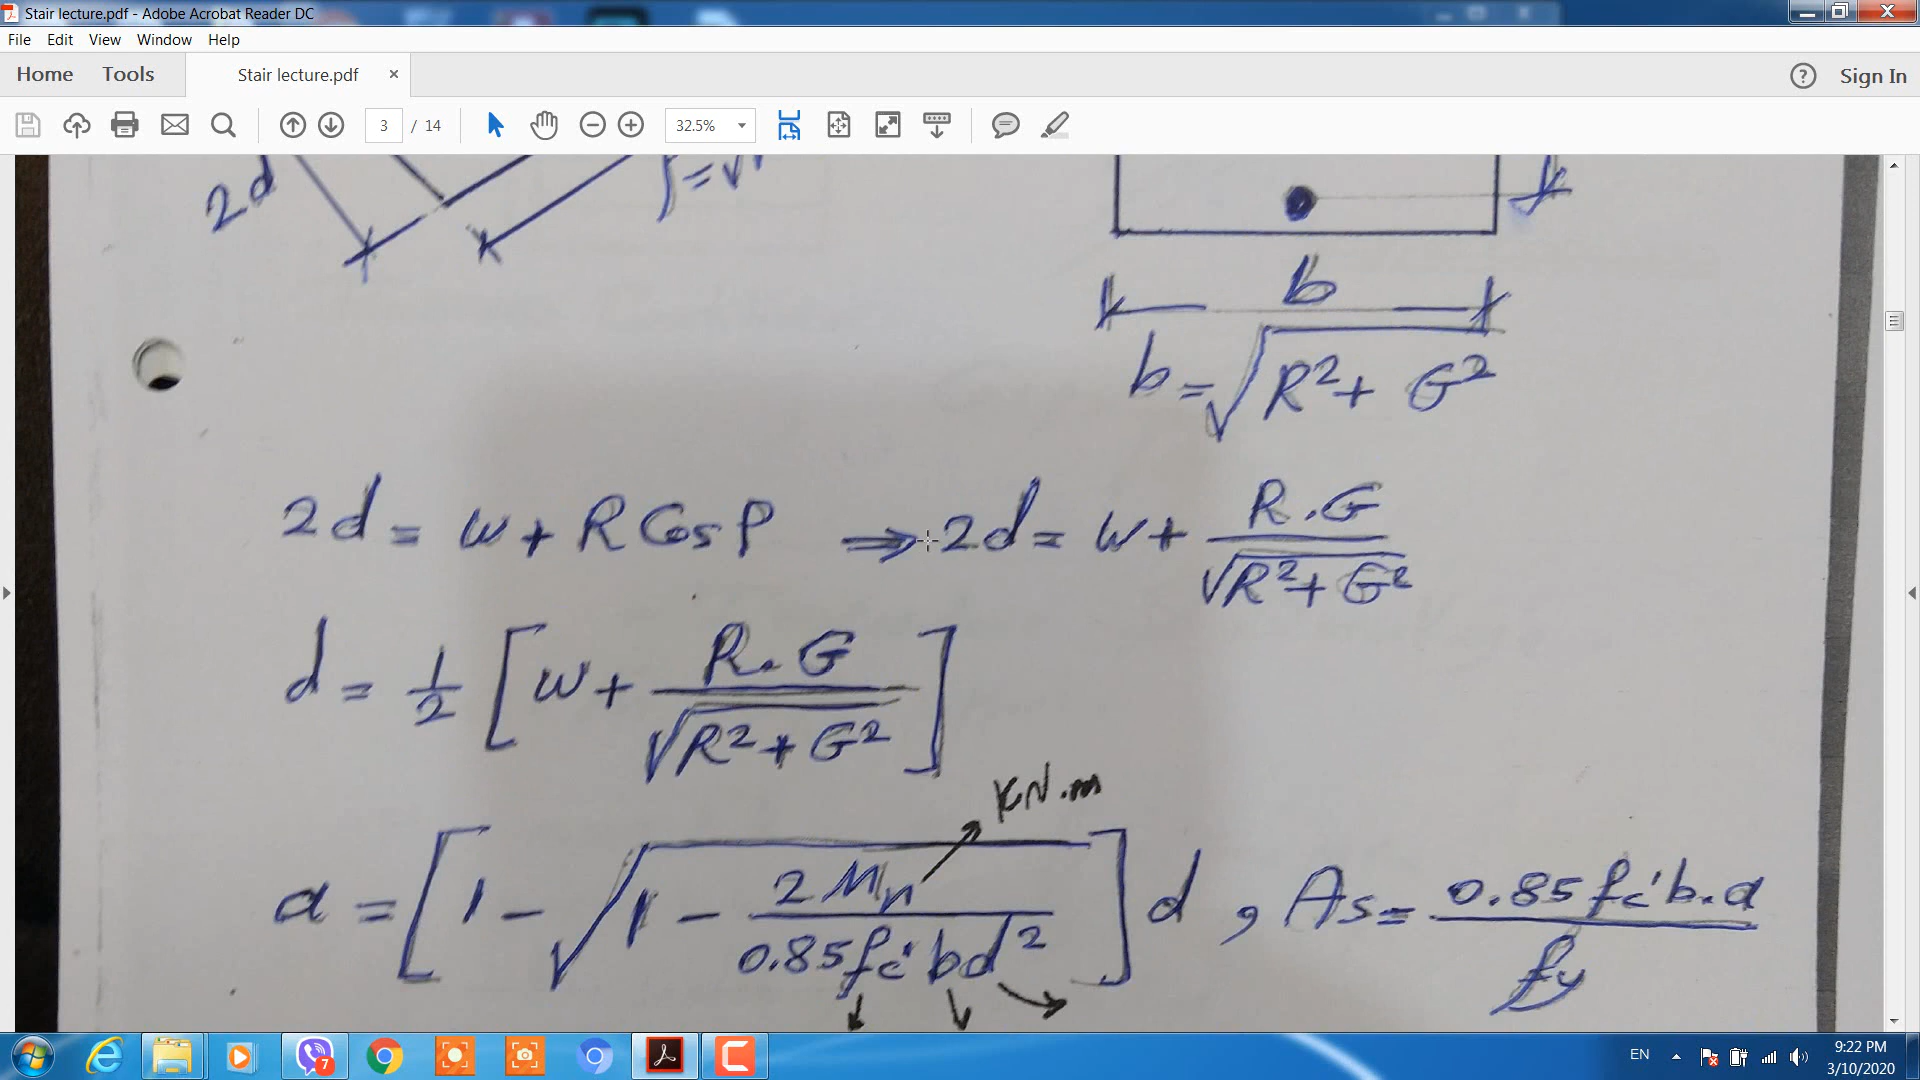 Stair lecture.pdf - Adobe Acrobat Reader DC
File Edit View Window Help
Home Tools Stair lecture.pdf × ? Sign In
3 / 14 32.5%
2d
b
b = √R² + G²
2d = w + R Cos ρ ⇒ 2d = w + R.G / √R² + G²
d = 1/2 [ w + R.G / √R² + G² ]
KN.m
a = [ 1 - √1 - 2Mn / 0.85fc'bd² ] d , As = 0.85fc'b.a / fy
7
EN
9:22 PM
3/10/2020